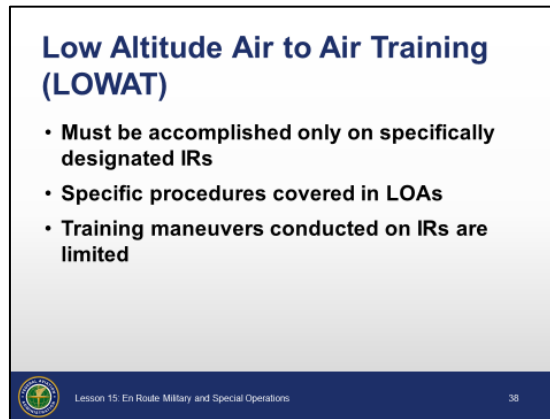 Low Altitude Air to Air Training
(LOWAT)
• Must be accomplished only on specifically
designated IRs
• Specific procedures covered in LOAs
• Training maneuvers conducted on IRs are
limited
Lesson 15: En Route Military and Special Operations
38